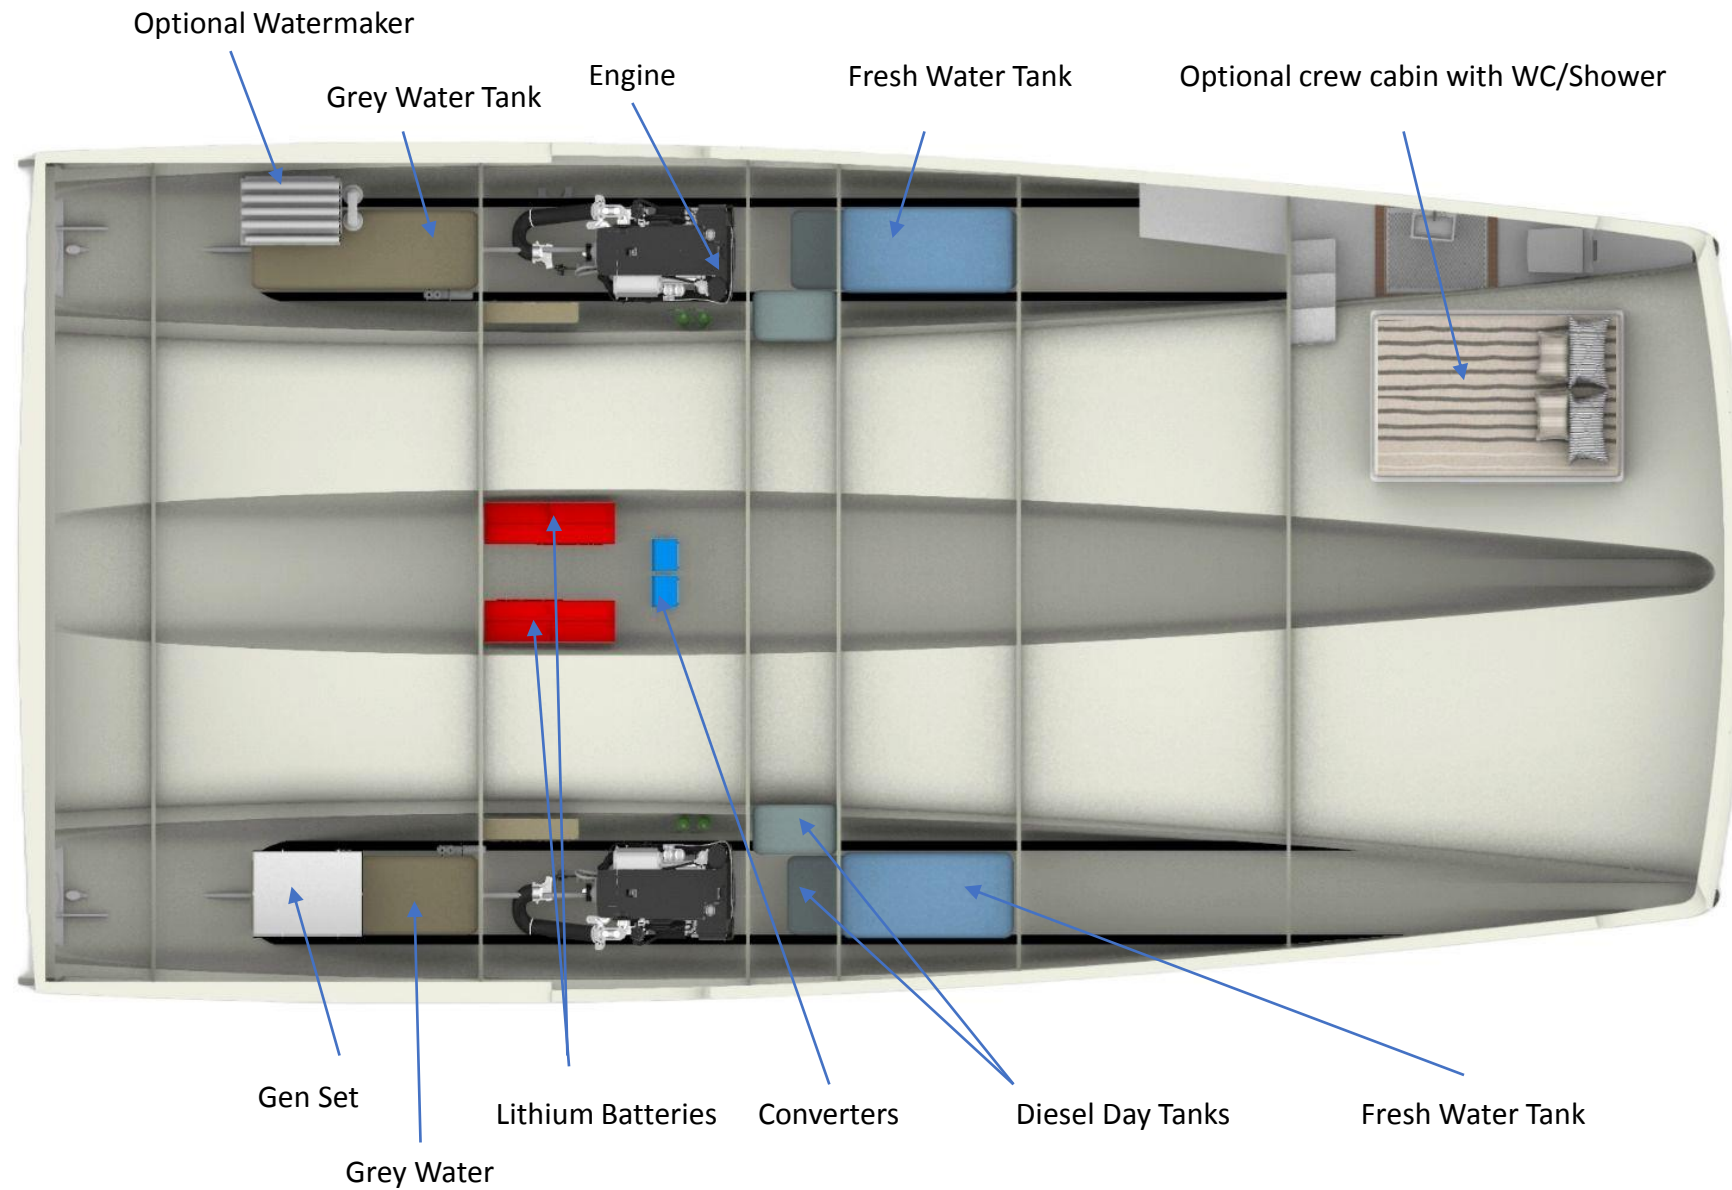 Optional Watermaker
Grey Water Tank
Engine
Fresh Water Tank
Optional crew cabin with WC/Shower
Gen Set
Grey Water
Lithium Batteries
Converters
Diesel Day Tanks
Fresh Water Tank